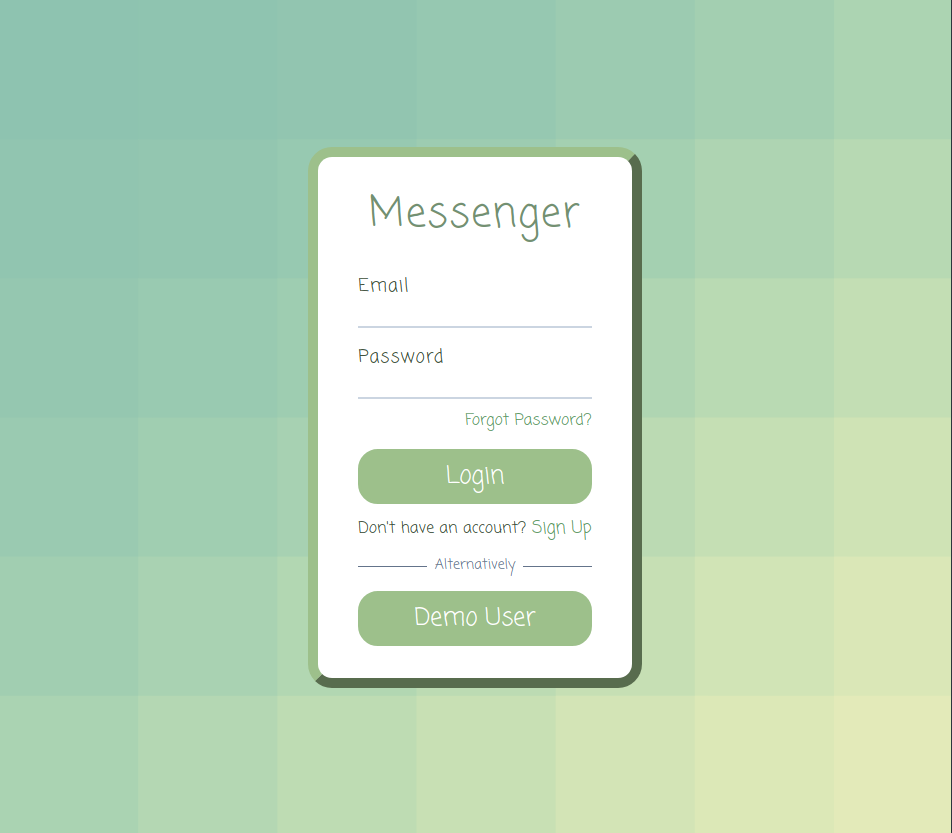 Messenger
Email
Password
Forgot Password?
Login
Don't have an account? Sign Up
Alternatively
Demo User